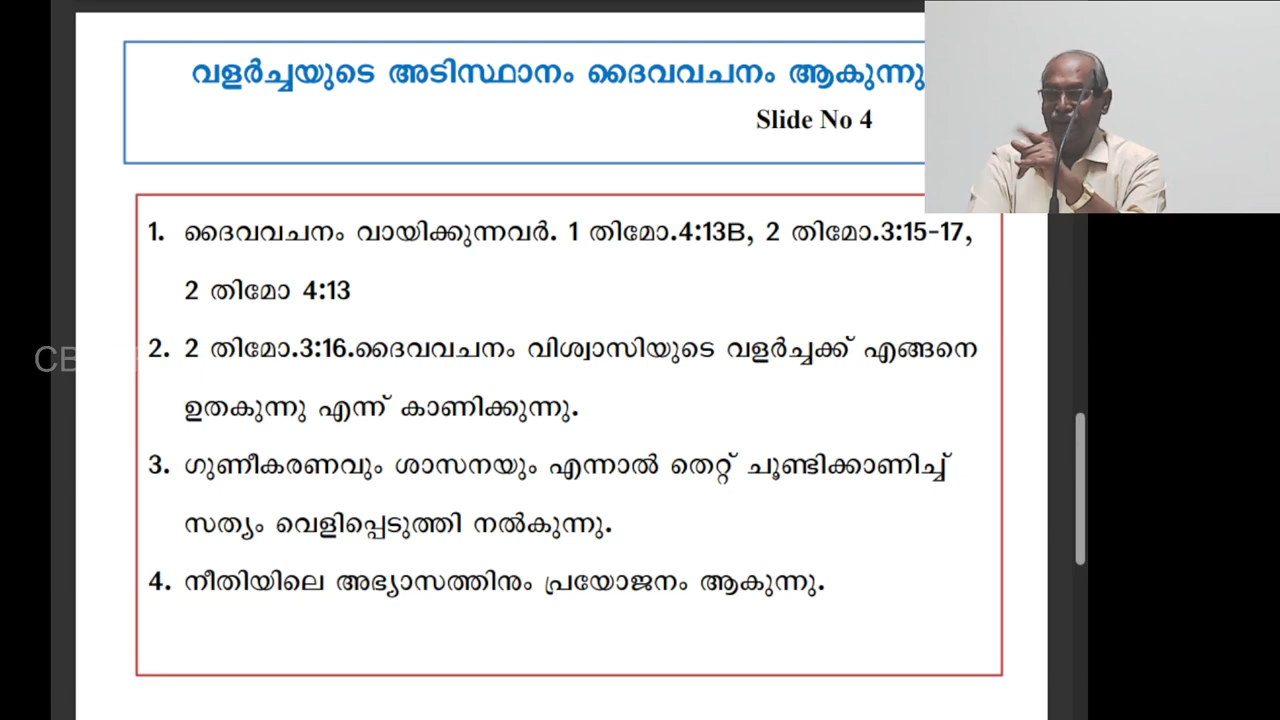 വളർച്ചയുടെ അടിസ്ഥാനം ദൈവവചനം ആകുന്നു
Slide No 4
1. ദൈവവചനം വായിക്കുന്നവർ. 1 തിമോ.4:13B, 2 തിമോ.3:15-17,
2 തിമോ 4:13
2. 2 തിമോ.3:16.ദൈവവചനം വിശ്വാസിയുടെ വളർച്ചക്ക് എങ്ങനെ
ഉതകുന്നു എന്ന് കാണിക്കുന്നു.
3. ഗുണീകരണവും ശാസനയും എന്നാൽ തെറ്റ് ചൂണ്ടിക്കാണിച്ച്
സത്യം വെളിപ്പെടുത്തി നൽകുന്നു.
4. നീതിയിലെ അഭ്യാസത്തിനും പ്രയോജനം ആകുന്നു.